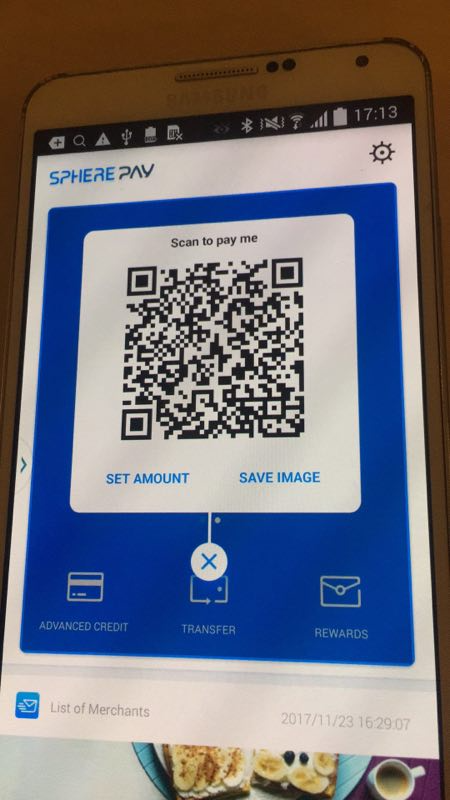 SAMSUNG
17:13
SPHERE PAY
Scan to pay me
SET AMOUNT
SAVE IMAGE
ADVANCED CREDIT
TRANSFER
REWARDS
List of Merchants
2017/11/23 16:29:07